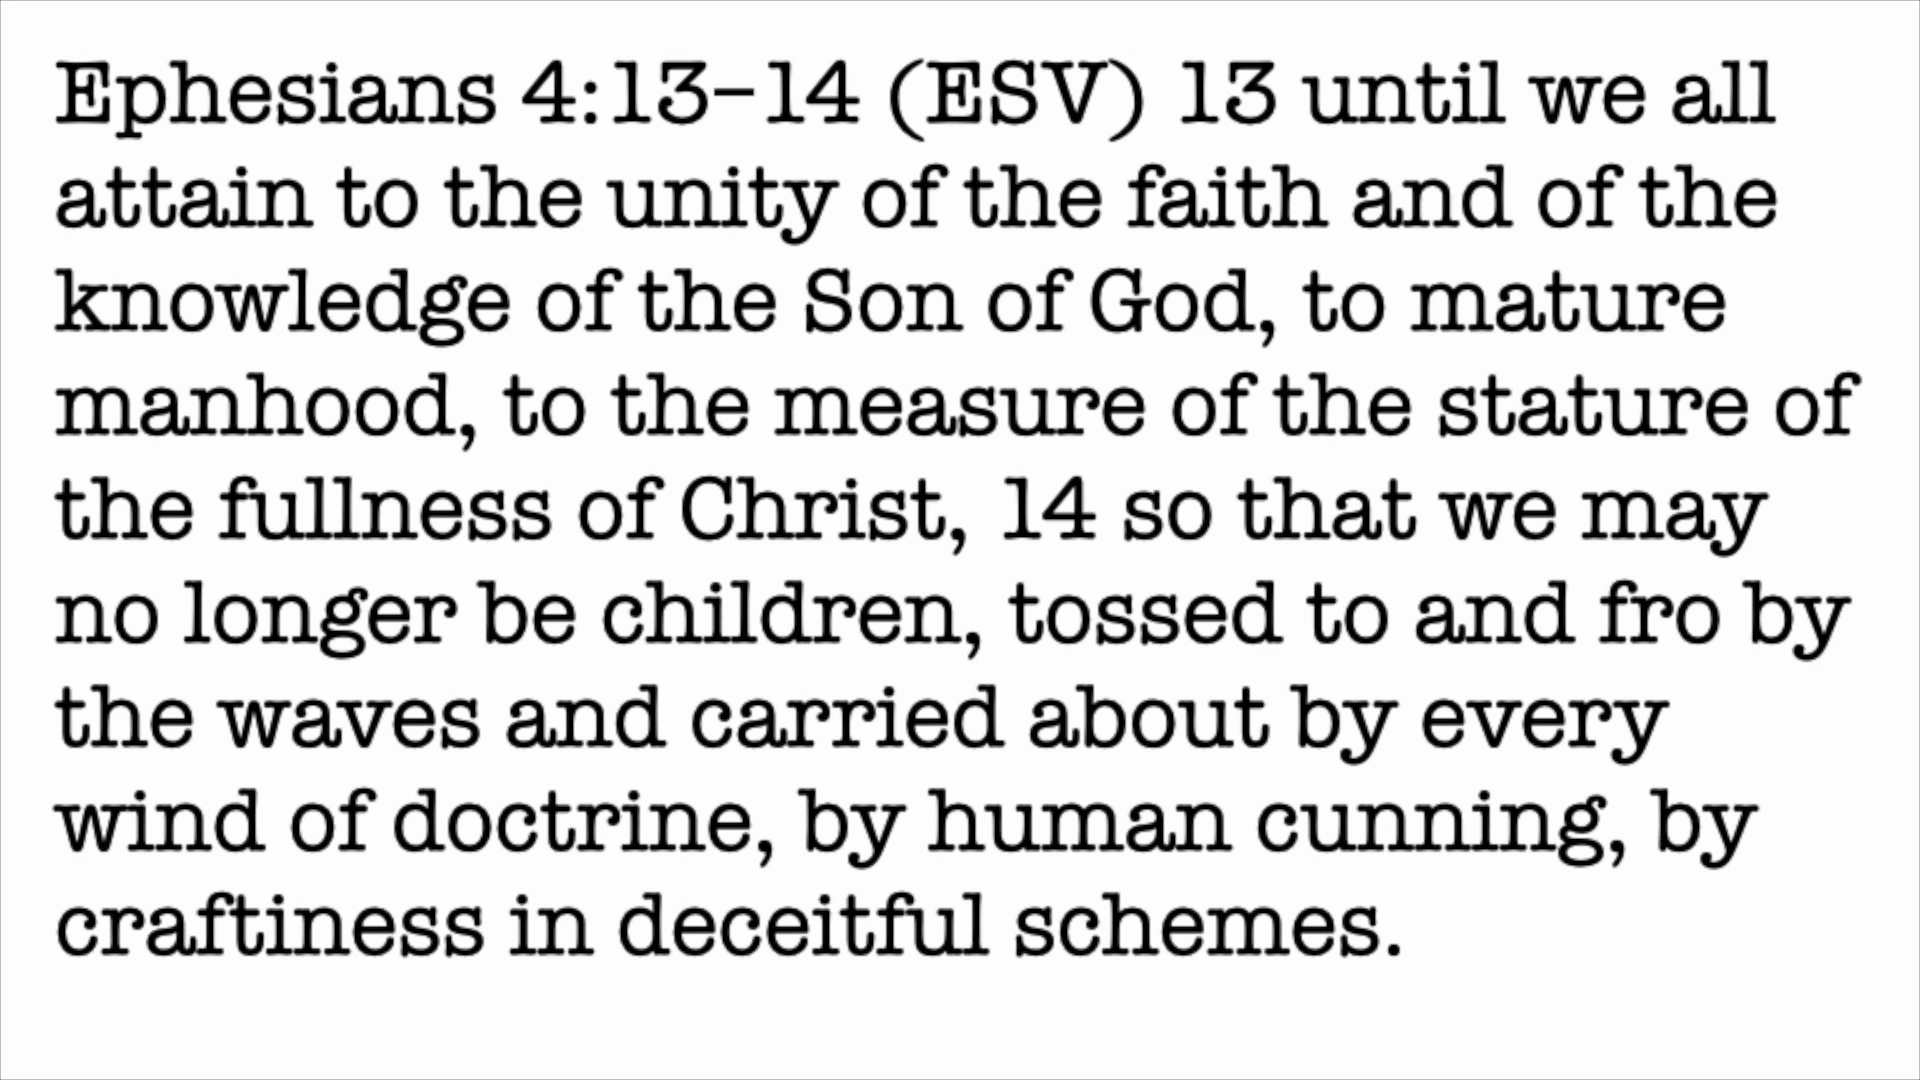 Ephesians 4:13–14 (ESV) 13 until we all
attain to the unity of the faith and of the
knowledge of the Son of God, to mature
manhood, to the measure of the stature of
the fullness of Christ, 14 so that we may
no longer be children, tossed to and fro by
the waves and carried about by every
wind of doctrine, by human cunning, by
craftiness in deceitful schemes.